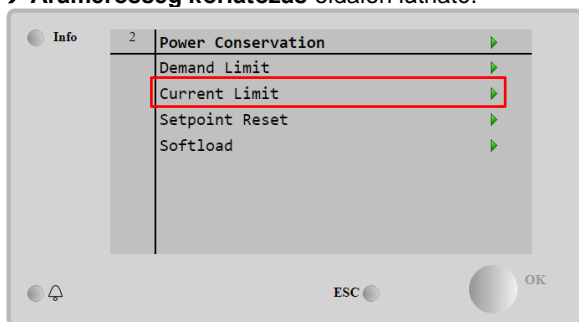 → Áramerősség korlátozás oldalon látható.
Info
2 Power Conservation
Demand Limit
Current Limit
Setpoint Reset
Softload
ESC
OK